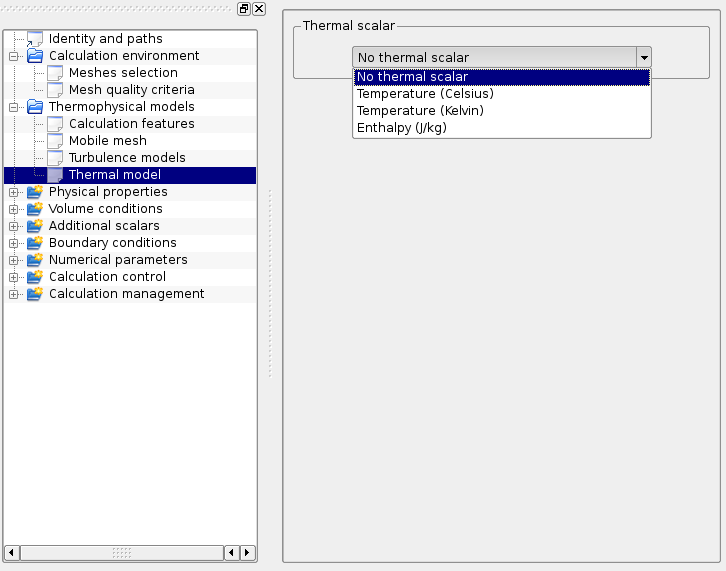 Identity and paths
Calculation environment
Meshes selection
Mesh quality criteria
Thermophysical models
Calculation features
Mobile mesh
Turbulence models
Thermal model
Physical properties
Volume conditions
Additional scalars
Boundary conditions
Numerical parameters
Calculation control
Calculation management
Thermal scalar
No thermal scalar
No thermal scalar
Temperature (Celsius)
Temperature (Kelvin)
Enthalpy (J/kg)